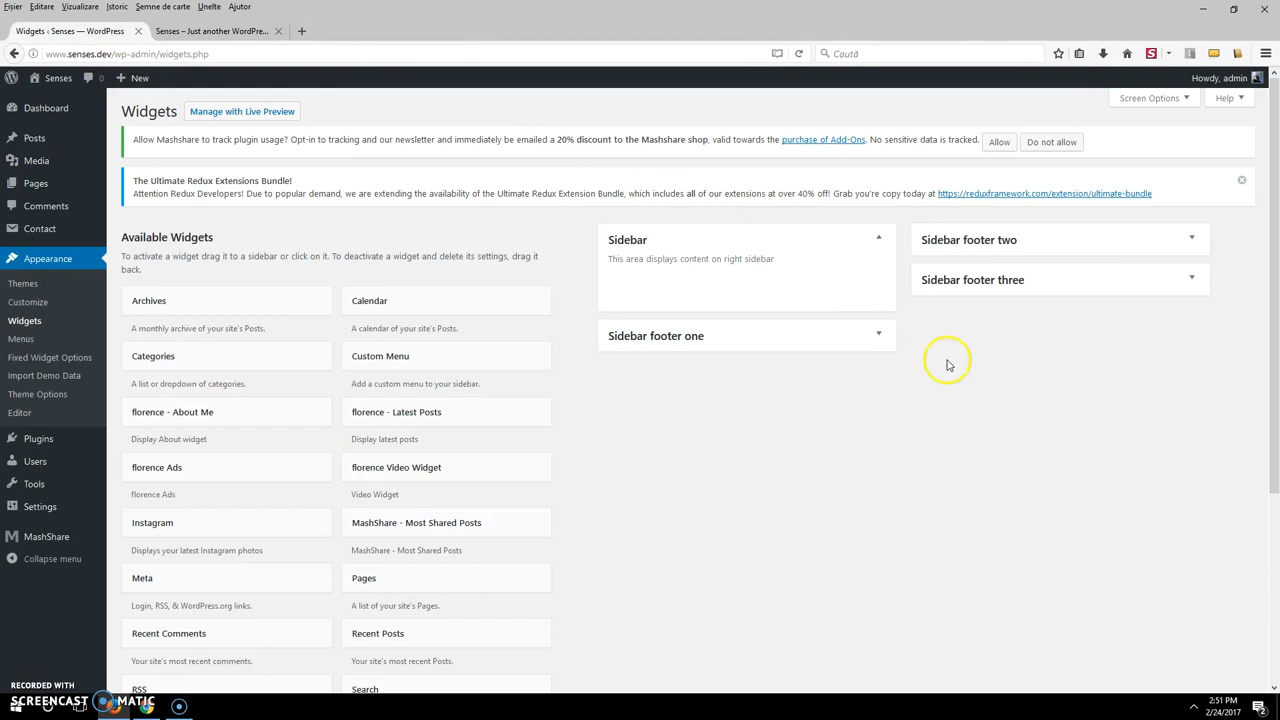 Fișier Editare Vizualizare Istoric Semne de carte Unelte Ajutor
Widgets ‹ Senses — WordPress
Senses – Just another WordPre...
www.senses.dev/wp-admin/widgets.php
Caută
Senses 0 New
Howdy, admin
Dashboard
Posts
Media
Pages
Comments
Contact
Appearance
Themes
Customize
Widgets
Menus
Fixed Widget Options
Import Demo Data
Theme Options
Editor
Plugins
Users
Tools
Settings
MashShare
Collapse menu
Widgets
Manage with Live Preview
Screen Options
Help
Allow Mashshare to track plugin usage? Opt-in to tracking and our newsletter and immediately be emailed a 20% discount to the Mashshare shop, valid towards the purchase of Add-Ons. No sensitive data is tracked. Allow Do not allow
The Ultimate Redux Extensions Bundle!
Attention Redux Developers! Due to popular demand, we are extending the availability of the Ultimate Redux Extension Bundle, which includes all of our extensions at over 40% off! Grab you're copy today at https://reduxframework.com/extension/ultimate-bundle
Available Widgets
To activate a widget drag it to a sidebar or click on it. To deactivate a widget and delete its settings, drag it
back.
Archives
A monthly archive of your site's Posts.
Calendar
A calendar of your site's Posts.
Categories
A list or dropdown of categories.
Custom Menu
Add a custom menu to your sidebar.
florence - About Me
Display About widget
florence - Latest Posts
Display latest posts
florence Ads
florence Ads
florence Video Widget
Video Widget
Instagram
Displays your latest Instagram photos
MashShare - Most Shared Posts
MashShare - Most Shared Posts
Meta
Login, RSS, & WordPress.org links.
Pages
A list of your site's Pages.
Recent Comments
Your site's most recent comments.
Recent Posts
Your site's most recent Posts.
RSS
Search
Sidebar
This area displays content on right sidebar
Sidebar footer one
Sidebar footer two
Sidebar footer three
RECORDED WITH
SCREENCAST MATIC
2:51 PM
2/24/2017
2